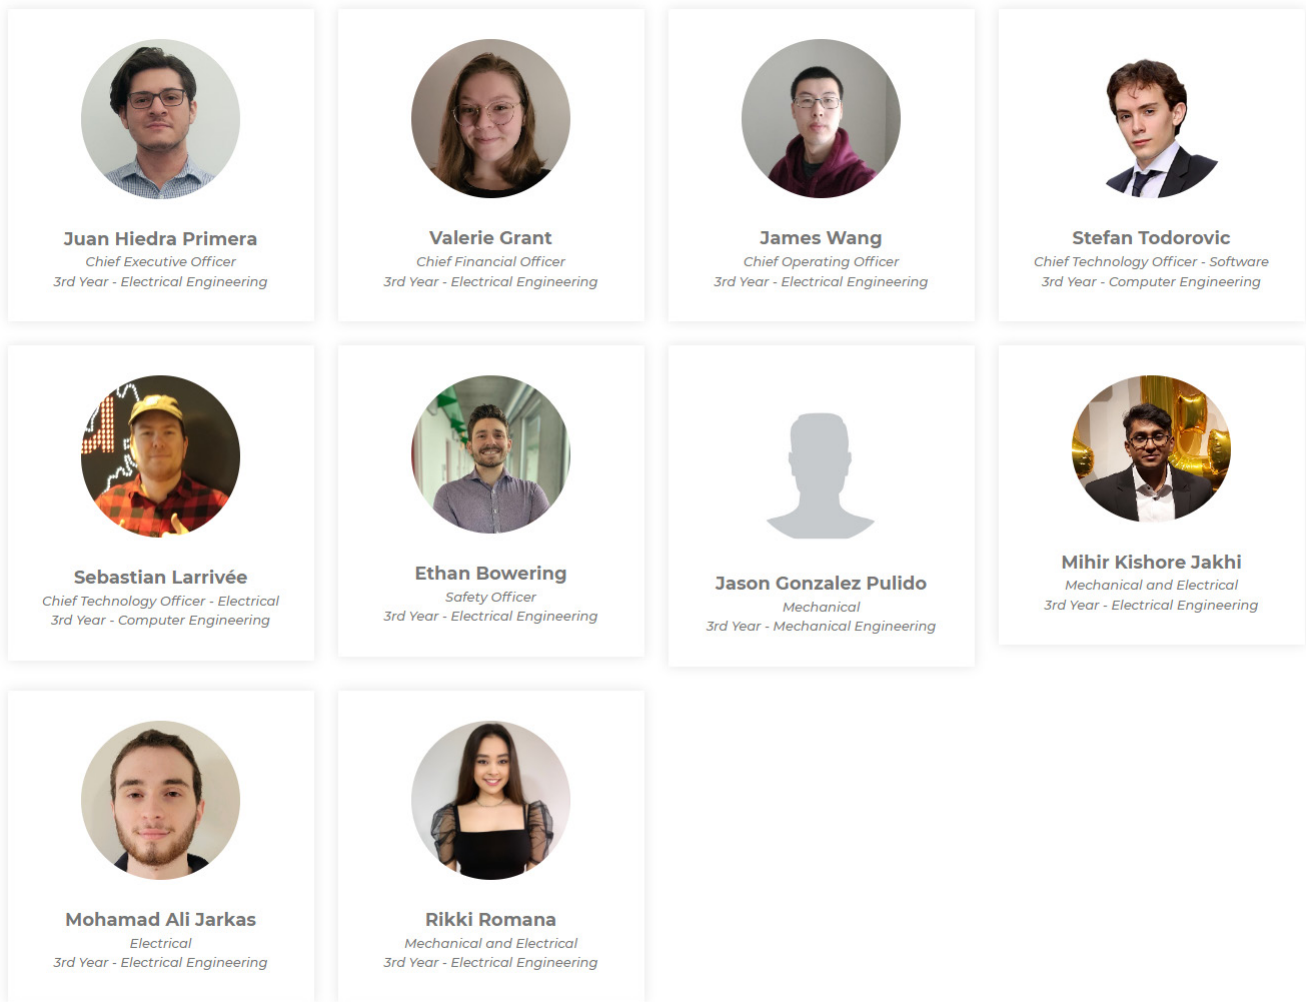 Juan Hiedra Primera
Chief Executive Officer
3rd Year - Electrical Engineering
Valerie Grant
Chief Financial Officer
3rd Year - Electrical Engineering
James Wang
Chief Operating Officer
3rd Year - Electrical Engineering
Stefan Todorovic
Chief Technology Officer - Software
3rd Year - Computer Engineering
Sebastian Larrivée
Chief Technology Officer - Electrical
3rd Year - Computer Engineering
Ethan Bowering
Safety Officer
3rd Year - Electrical Engineering
Jason Gonzalez Pulido
Mechanical
3rd Year - Mechanical Engineering
Mihir Kishore Jakhi
Mechanical and Electrical
3rd Year - Electrical Engineering
Mohamad Ali Jarkas
Electrical
3rd Year - Electrical Engineering
Rikki Romana
Mechanical and Electrical
3rd Year - Electrical Engineering